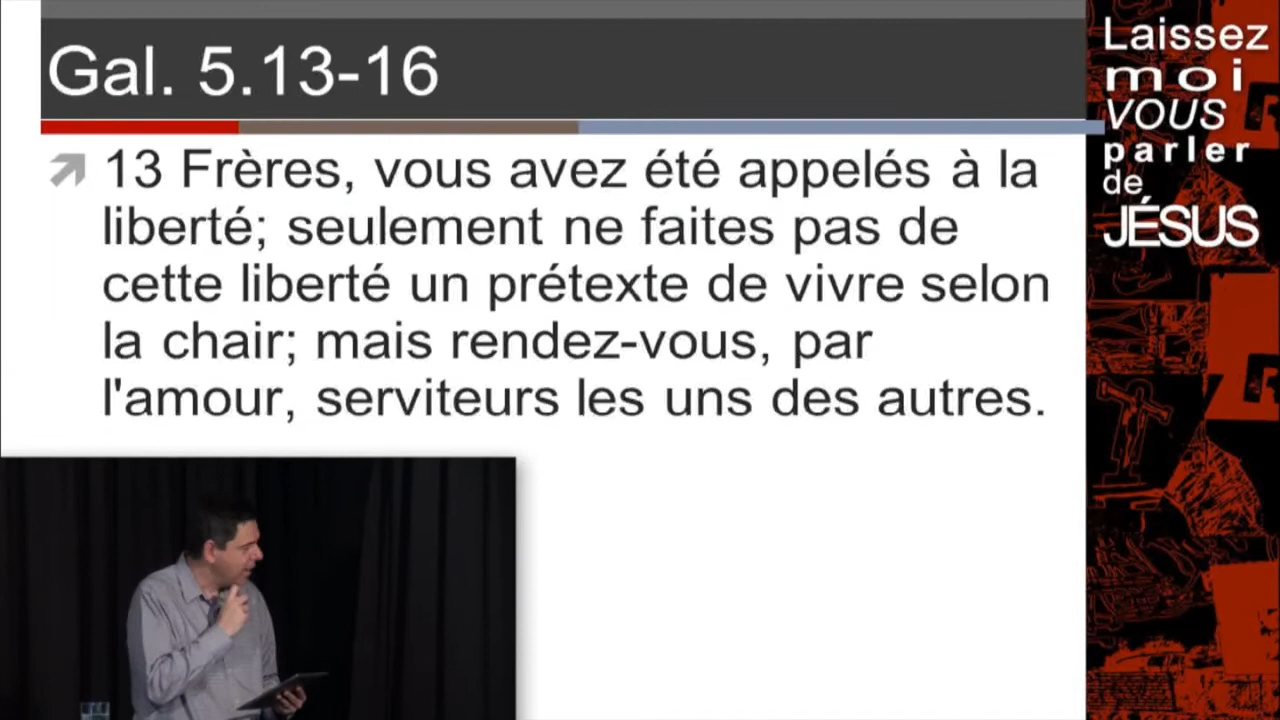 Gal. 5.13-16
13 Frères, vous avez été appelés à la
liberté; seulement ne faites pas de
cette liberté un prétexte de vivre selon
la chair; mais rendez-vous, par
l'amour, serviteurs les uns des autres.
Laissez
moi
vous
parler
de
JÉSUS